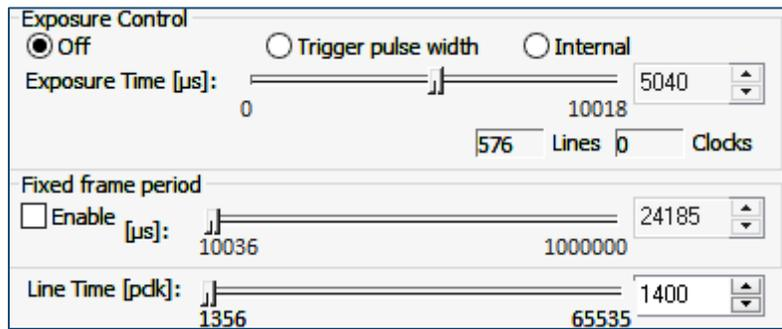 Exposure Control
Off Trigger pulse width Internal
Exposure Time [µs]: 5040
0 10018
576 Lines 0 Clocks
Fixed frame period
Enable [µs]: 24185
10036 1000000
Line Time [pclk]: 1400
1356 65535